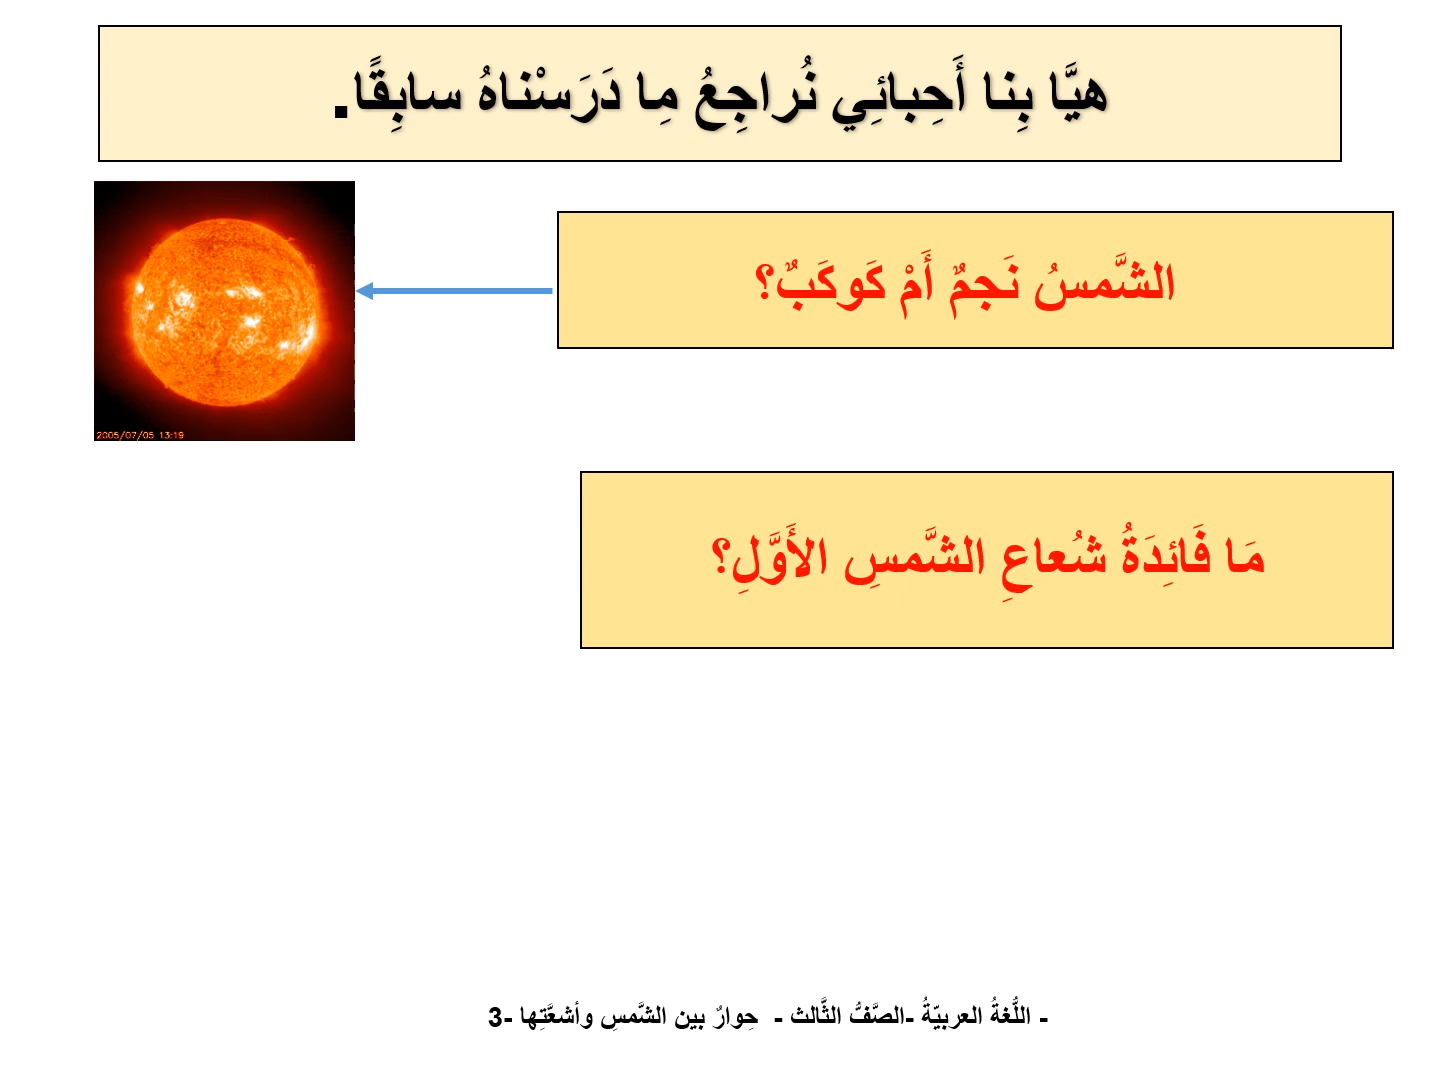 هيَّا بِنا أَحِبائِي نُراجِعُ مِا دَرَسْناهُ سابِقًا.
الشَّمسُ نَجمٌ أَمْ كَوكَبٌ؟
2005/07/05 13:19
مَا فَائِدَةُ شُعاعِ الشَّمسِ الأَوَّلِ؟
- اللُّغةُ العربيّةُ -الصَّفُّ الثَّالث - حِوارٌ بين الشَّمسِ وأشعَّتِها -3